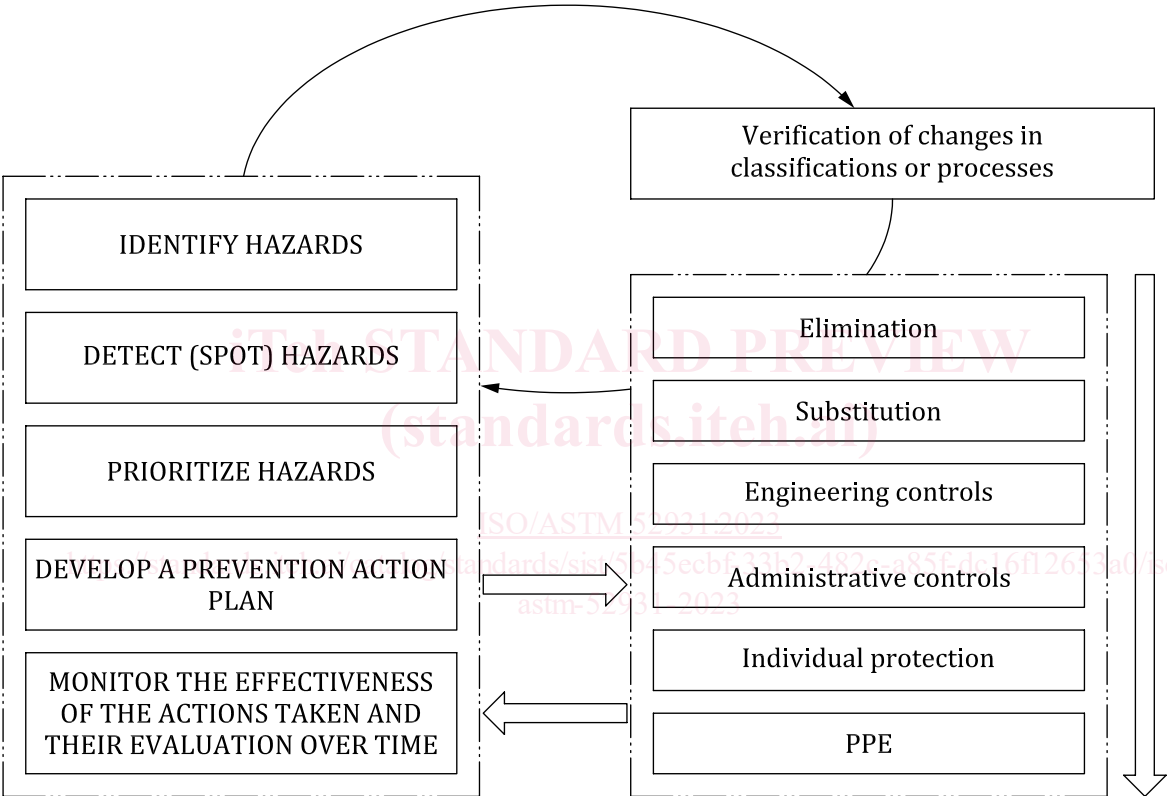 Verification of changes in
classifications or processes
IDENTIFY HAZARDS
DETECT (SPOT) HAZARDS
PRIORITIZE HAZARDS
DEVELOP A PREVENTION ACTION
PLAN
MONITOR THE EFFECTIVENESS
OF THE ACTIONS TAKEN AND
THEIR EVALUATION OVER TIME
Elimination
Substitution
Engineering controls
Administrative controls
Individual protection
PPE
iTeh STANDARD PREVIEW
(standards.iteh.ai)
ISO/ASTM 52931:2023
astm-52931-2023